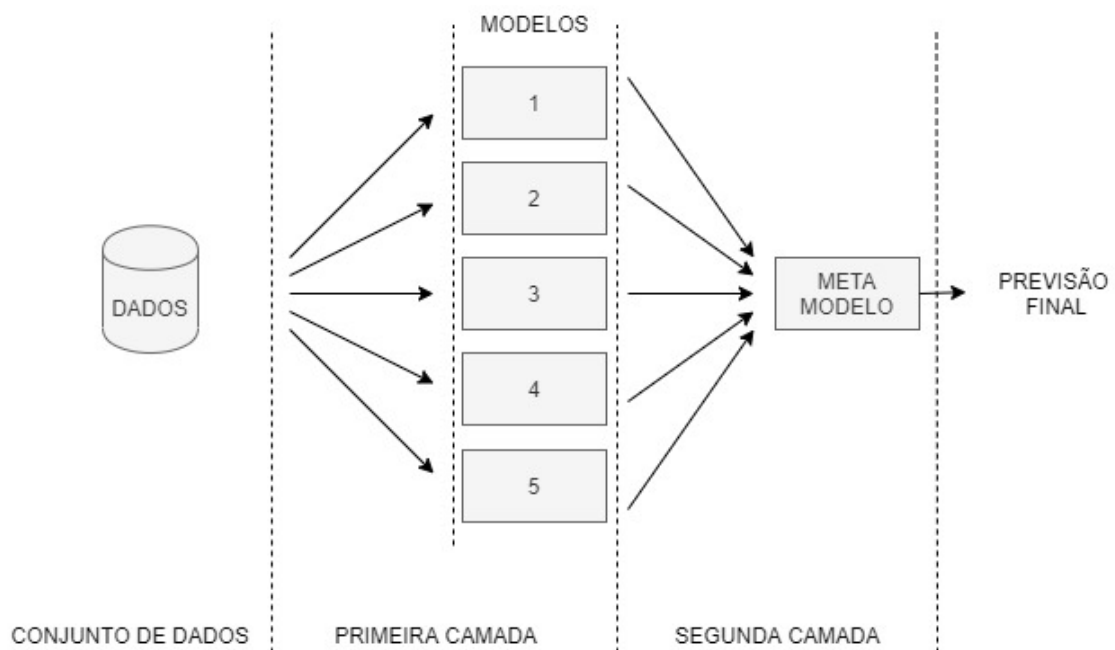 MODELOS
1
2
3
4
5
DADOS
META
MODELO
PREVISÃO
FINAL
CONJUNTO DE DADOS
PRIMEIRA CAMADA
SEGUNDA CAMADA